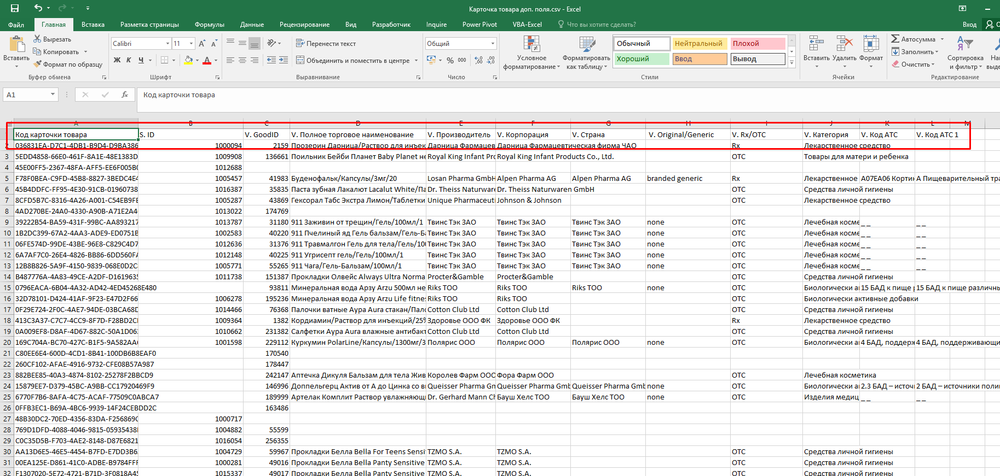 Карточка товара доп. поля.csv - Excel
Файл Главная Вставка Разметка страницы Формулы Данные Рецензирование Вид Разработчик Inquire Power Pivot VBA-Excel Что вы хотите сделать? Вход
Вставить Вырезать Копировать Формат по образцу Буфер обмена
Calibri 11 Ж К Ч Шрифт
Перенести текст Объединить и поместить в центре Выравнивание
Общий % 000 Число
Условное форматирование Форматировать как таблицу Обычный Нейтральный Плохой Хороший Ввод Вывод Стили
Вставить Удалить Формат Ячейки
Автосумма Заполнить Очистить Сортировка и фильтр Редактирование
A1 fx Код карточки товара
A B C D E F G H I J K L M
Код карточки товара S. ID V. GoodID V. Полное торговое наименование V. Производитель V. Корпорация V. Страна V. Original/Generic V. Rx/OTC V. Категория V. Код АТС V. Код АТС 1
2 036831EA-D7C1-4DB1-B9D4-D9BA386 1000094 2159 Прозерин Дарница/Раствор для инъек Дарница Фармацев Дарница Фармацевтическая фирма ЧАО Rx Лекарственное средство
3 5EDD4858-66E0-461F-8A1E-48E1383D 1009908 136661 Поильник Бейби Планет Baby Planet не Royal King Infant Pro Royal King Infant Products Co., Ltd. OTC Товары для матери и ребенка
4 45E00FF5-2367-48FA-AFF5-EE6F005B0 1012688
5 F78F0BEA-C9FD-45B8-8827-3BEDC4E4 1005457 41983 Буденофальк/Капсулы/3мг/20 Losan Pharma GmbH Alpen Pharma AG Alpen Pharma AG branded generic Rx Лекарственное A07EA06 Корти A Пищеварительный тра
6 45B4DDFC-FF95-4E30-91CB-01960738 1016387 35835 Паста зубная Лакалют Lacalut White/Па Dr. Theiss Naturware Dr. Theiss Naturwaren GmbH OTC Средства личной гигиены
7 8CFD5B7C-8316-4A26-A001-C54EB9FE 1005287 43869 Гексорал Табс Экстра Лимон/Таблетки Unique Pharmaceuti Johnson & Johnson OTC Лекарственное средство
8 4AD270BE-24A0-4330-A90B-A71E2A4 1013022 174769
9 39222B54-BA59-431F-99BC-AA893217 1013787 31180 911 Заживин от трещин/Гель/100мл/1 Твинс Тэк ЗАО Твинс Тэк ЗАО Твинс Тэк ЗАО none OTC Лечебная косме _ _ _ _
10 1B2DC399-67A2-4AA3-ADE9-ED0751B 1002583 40220 911 Пчелиный яд Гель бальзам/Гель-Ба Твинс Тэк ЗАО Твинс Тэк ЗАО Твинс Тэк ЗАО none OTC Лечебная косме _ _ _ _
11 06FE574D-99DE-43BE-96E8-C829C4D7 1012636 31376 911 Травмалгон Гель для тела/Гель/100 Твинс Тэк ЗАО Твинс Тэк ЗАО Твинс Тэк ЗАО none OTC Лечебная косме _ _ _ _
12 6A7AF7C0-26E4-4826-BB86-6DD560FA 1012148 40225 911 Угрисепт гель/Гель/100мл/1 Твинс Тэк ЗАО Твинс Тэк ЗАО Твинс Тэк ЗАО none OTC Лечебная косме _ _ _ _
13 12B8B826-5A9F-4150-9839-068E0D2C 1005771 55265 911 Чага/Гель-Бальзам/100мл/1 Твинс Тэк ЗАО Твинс Тэк ЗАО Твинс Тэк ЗАО none OTC Лечебная косме _ _ _ _
14 B487776A-4A83-49CE-A2DF-D161963 1011738 151387 Прокладки Олвейс Always Ultra Norma Procter&Gamble Procter&Gamble OTC Средства личной гигиены
15 0796EACA-6B04-4A32-AD42-4ED45268E480 93811 Минеральная вода Арзу Arzu 500мл не Riks ТОО Riks ТОО Riks ТОО none OTC Биологически а 15 БАД к пище 15 БАД к пище различны
16 32D78101-D424-41AF-9F23-E47D2F66 1006278 195236 Минеральная вода Арзу Arzu Life fitne Riks ТОО Riks ТОО OTC Биологически активные добавки
17 0F29E724-2F0C-4AE7-94DE-03BCA68D 1014466 76368 Палочки ватные Аура Aura стакан/Пало Cotton Club Ltd Cotton Club Ltd OTC Средства личной гигиены
18 413C3A37-C7C7-4CC9-8F7D-F28BD2C 1009364 1382 Кордиамин/Раствор для инъекций/25% Здоровье ООО ФК Здоровье ООО ФК Rx Лекарственное средство
19 0A009EF8-D8AF-4D67-882C-50A1D06 1010662 231382 Салфетки Аура Aura влажные антибакт Cotton Club Ltd Cotton Club Ltd OTC Средства личной гигиены
20 169C704A-BC70-427C-B1F5-9A582AA 1001598 229112 Куркумин PolarLine/Капсулы/1300мг/3 Полярис ООО Полярис ООО Полярис ООО none OTC Биологически а 4 БАД, поддерж 4 БАД, поддерживающи
21 C80EE6E4-600D-4CD1-8B41-100DB6B8EAF0 170540
22 260CF102-AFAE-4916-9732-CFE08B57A987 178447
23 882BEE85-40A3-4874-8102-25278F2BBCD9 242147 Аптечка Дикуля Бальзам для тела Жив Королев Фарм ООО Фора Фарм ООО OTC Лечебная косметика
24 15879EE7-D379-45BC-A9BB-CC17920469F9 146996 Доппельгерц Актив от А до Цинка со в Queisser Pharma Gm Queisser Pharma Gmb Queisser Pharma Gmb none OTC Биологически а 2.3 БАД – источ 2 БАД – источники поли
25 6770F7B6-8AFA-4C75-ACAF-77509C0ABCA7 189999 Артелак Комплит Раствор увлажняющ Dr. Gerhard Mann Ch Бауш Хелс ТОО Бауш Хелс ТОО none OTC Изделия медиц _ _ _ _
26 0FFB3EC1-B69A-4BC6-9939-14F24CEBDD2C 163486
27 48B30DC2-70ED-4356-83DA-F256869C 1000717
28 769D1DFD-4088-4046-9815-05935438 1004882 55599
29 C0C35D5B-F703-4AE2-8148-D87E6821 1016054 256355
30 AA13D6E5-46E5-4454-B7FD-E7DD3B6 1004729 59967 Прокладки Белла Bella For Teens Sensi TZMO S.A. TZMO S.A. OTC Средства личной гигиены
31 00EA125E-D861-41C0-ADBE-B9784FFF 1000281 49016 Прокладки Белла Bella Panty Sensitive TZMO S.A. TZMO S.A. OTC Средства личной гигиены
32 F1307020-5E72-4721-B71D-3F0818A45 1015337 49017 Прокладки Белла Bella Panty Sensitive TZMO S.A. TZMO S.A. OTC Средства личной гигиены